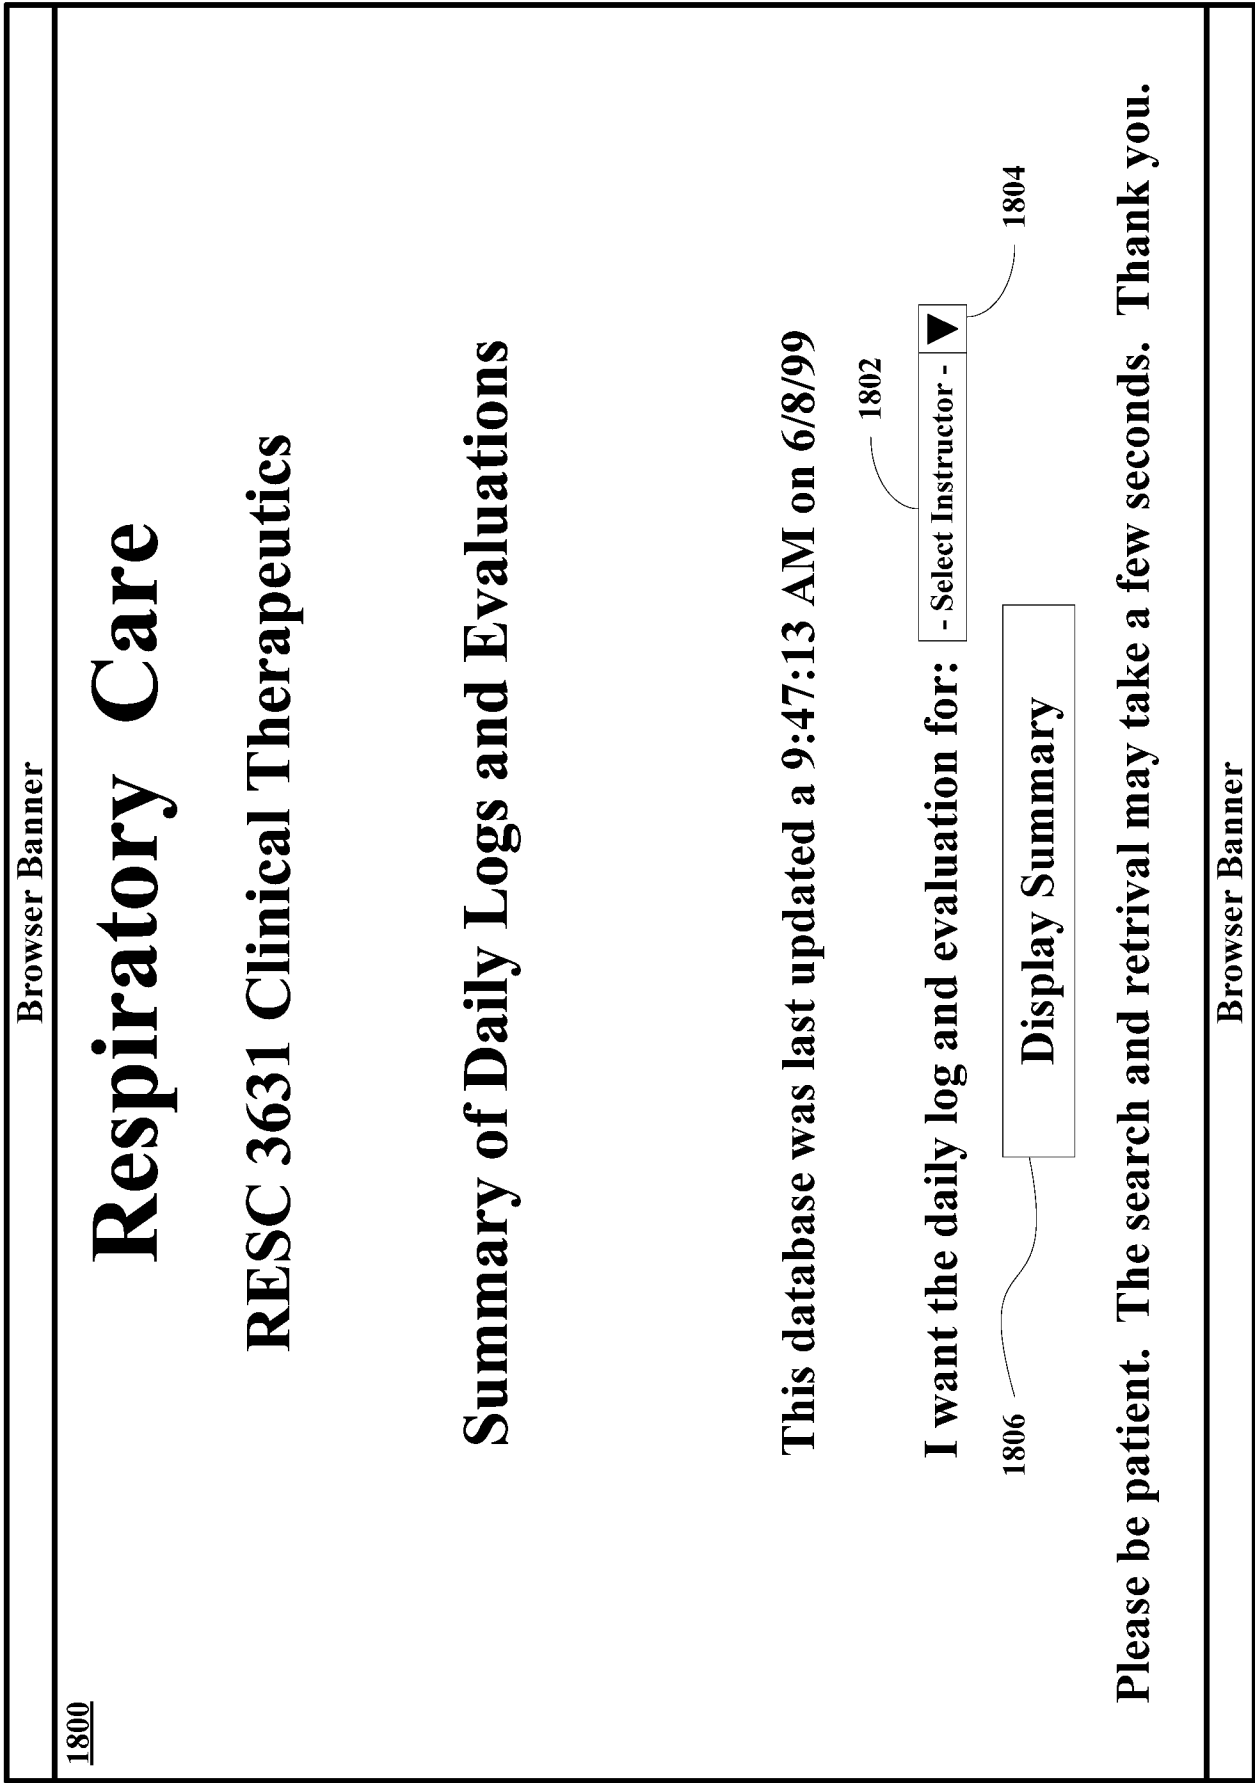 Browser Banner
1800
Respiratory Care
RESC 3631 Clinical Therapeutics
Summary of Daily Logs and Evaluations
This database was last updated a 9:47:13 AM on 6/8/99
1802
I want the daily log and evaluation for: - Select Instructor -
1804
1806
Display Summary
Please be patient. The search and retrival may take a few seconds. Thank you.
Browser Banner